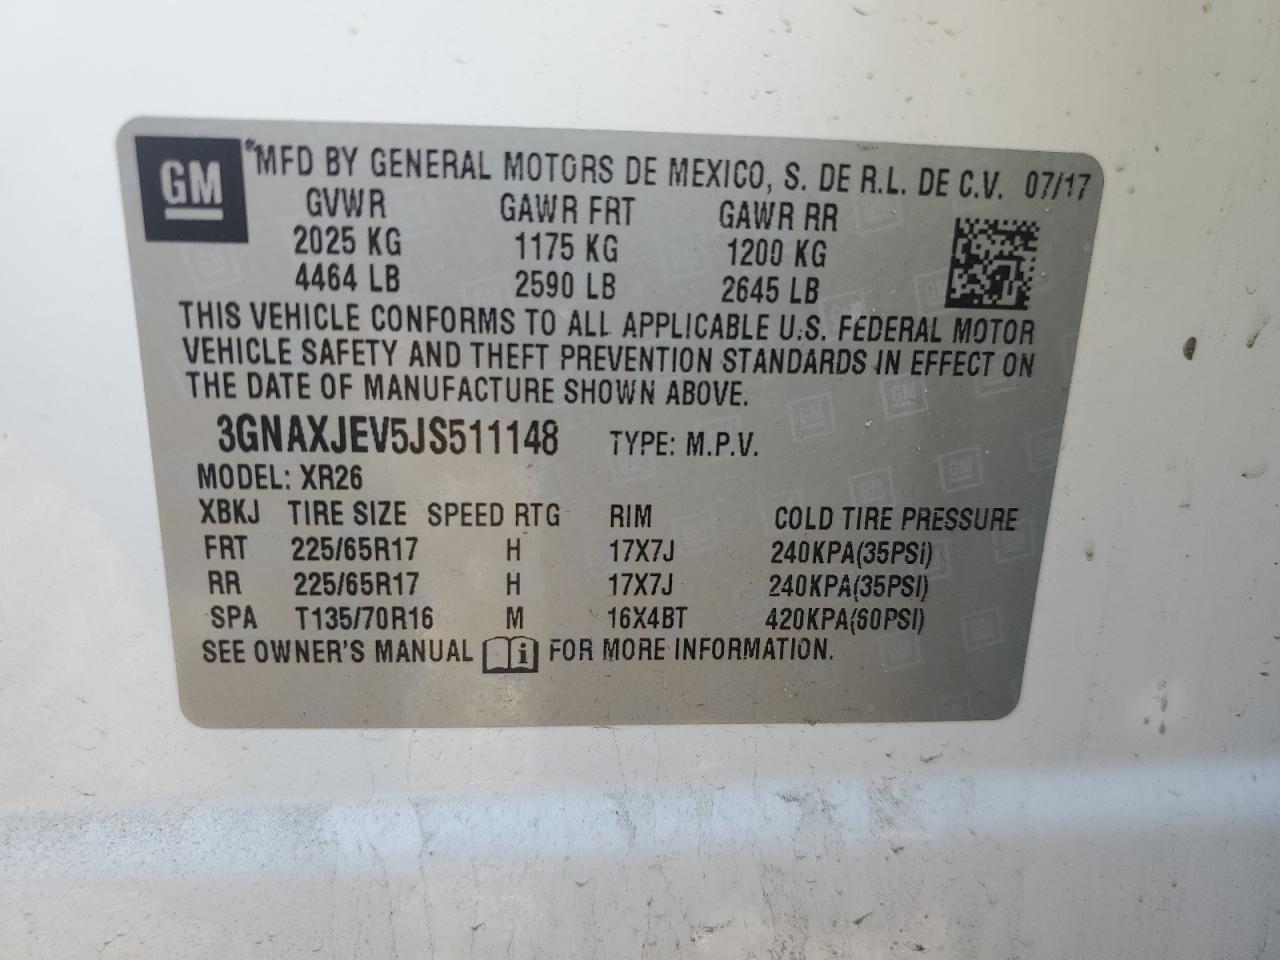 GM
MFD BY GENERAL MOTORS DE MEXICO, S. DE R.L. DE C.V. 07/17
GVWR GAWR FRT GAWR RR
2025 KG 1175 KG 1200 KG
4464 LB 2590 LB 2645 LB
THIS VEHICLE CONFORMS TO ALL APPLICABLE U.S. FEDERAL MOTOR
VEHICLE SAFETY AND THEFT PREVENTION STANDARDS IN EFFECT ON
THE DATE OF MANUFACTURE SHOWN ABOVE.
3GNAXJEV5JS511148 TYPE: M.P.V.
MODEL: XR26
XBKJ TIRE SIZE SPEED RTG RIM COLD TIRE PRESSURE
FRT 225/65R17 H 17X7J 240KPA(35PSI)
RR 225/65R17 H 17X7J 240KPA(35PSI)
SPA T135/70R16 M 16X4BT 420KPA(60PSI)
SEE OWNER'S MANUAL i FOR MORE INFORMATION.